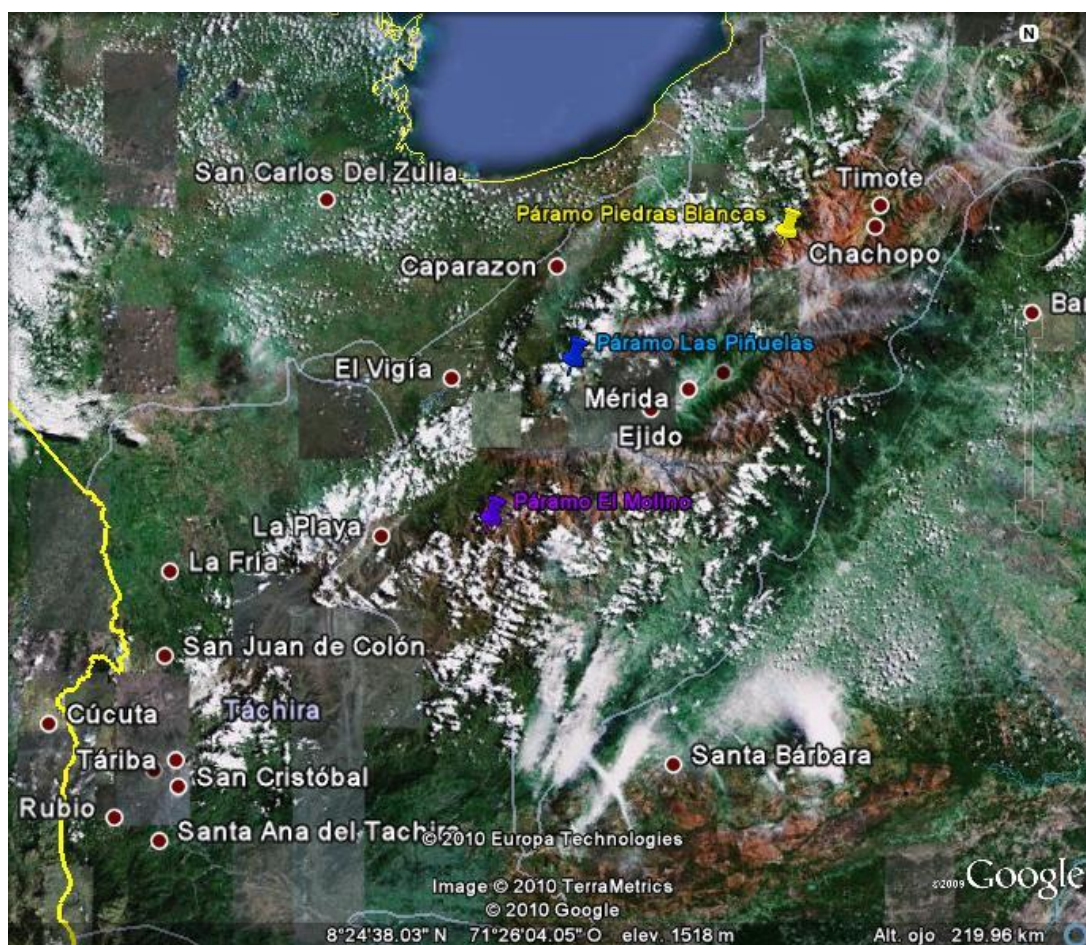 N
San Carlos Del Zulia
Timote
Páramo Piedras Blancas
Chachopo
Caparazon
Ba
Páramo Las Piñuelas
El Vigía
Mérida
Ejido
Páramo El Molino
La Playa
La Fría
San Juan de Colón
Táchira
Cúcuta
Táriba
San Cristóbal
Santa Bárbara
Rubio
Santa Ana del Tachira
© 2010 Europa Technologies
Image © 2010 TerraMetrics
© 2010 Google
©2009 Google
8°24'38.03" N 71°26'04.05" O elev. 1518 m Alt. ojo 219.96 km